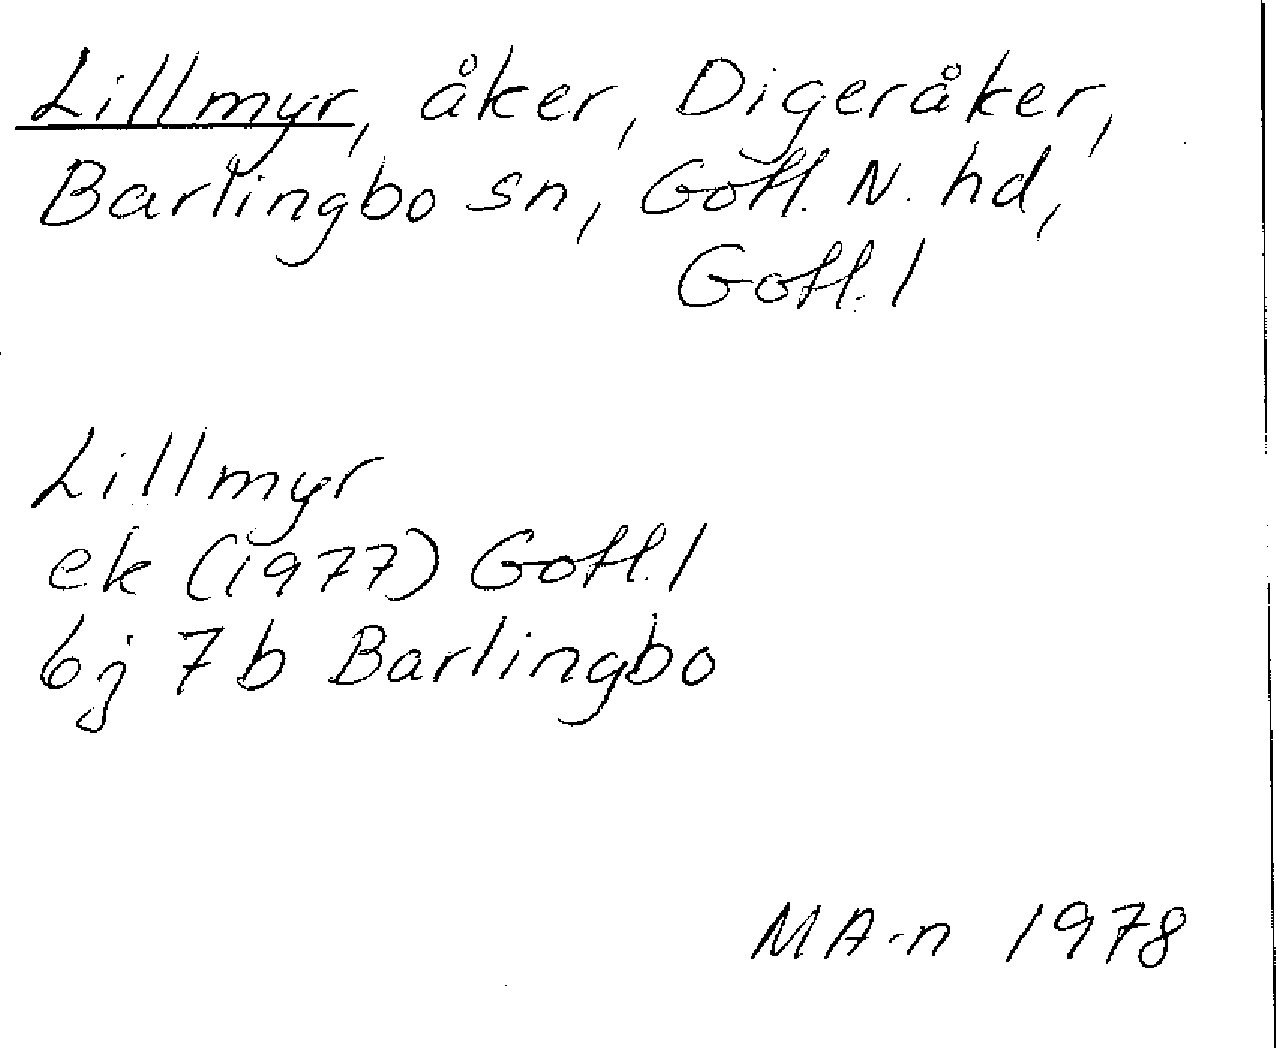 Lillmyr, åker, Digeråker,
Barlingbo sn, Gotl. N. hd,
Gotl. l
Lillmyr
ek (1977) Gotl. l
6j 7b Barlingbo
MA-n 1978